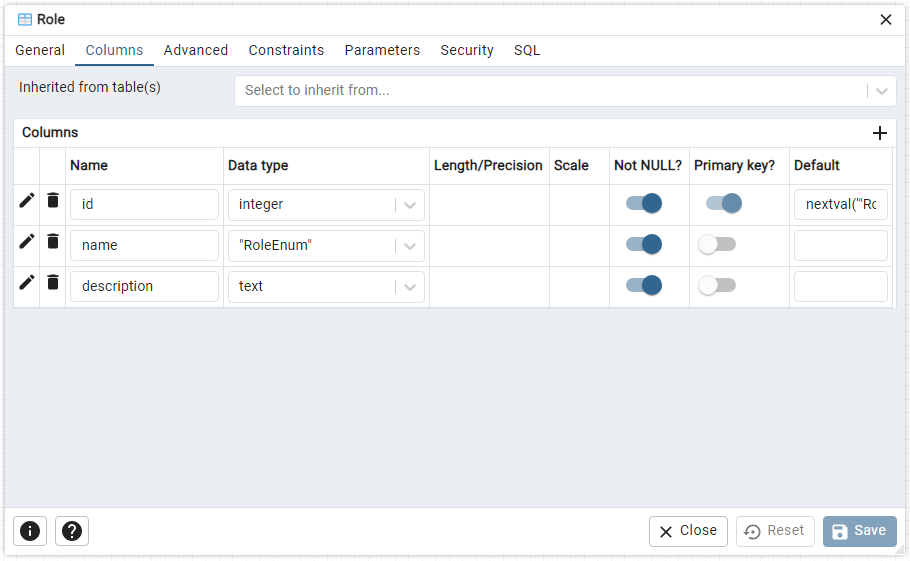 Role
General Columns Advanced Constraints Parameters Security SQL
Inherited from table(s) Select to inherit from...
Columns
Name Data type Length/Precision Scale Not NULL? Primary key? Default
id integer nextval('"Ro
name "RoleEnum"
description text
Close Reset Save